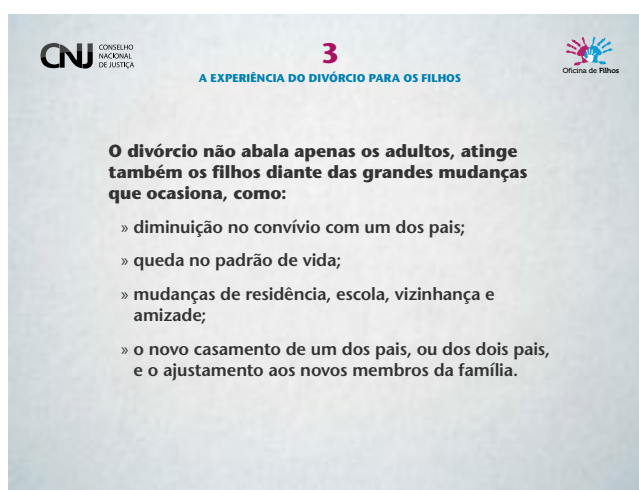 CNJ
CONSELHO
NACIONAL
DE JUSTIÇA
3
A EXPERIÊNCIA DO DIVÓRCIO PARA OS FILHOS
Oficina de Filhos
O divórcio não abala apenas os adultos, atinge
também os filhos diante das grandes mudanças
que ocasiona, como:
» diminuição no convívio com um dos pais;
» queda no padrão de vida;
» mudanças de residência, escola, vizinhança e
amizade;
» o novo casamento de um dos pais, ou dos dois pais,
e o ajustamento aos novos membros da família.